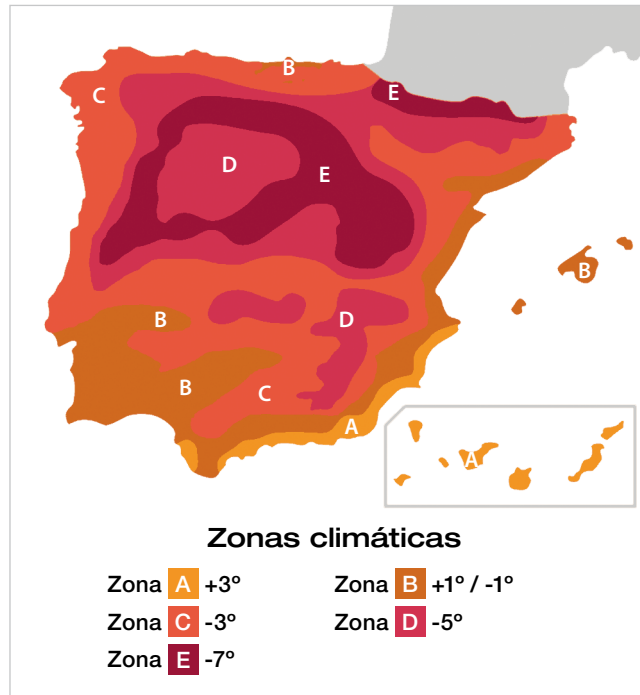 B
C
E
D
E
B
B
D
B
C
A
A
Zonas climáticas
Zona A +3º
Zona B +1º / -1º
Zona C -3º
Zona D -5º
Zona E -7º